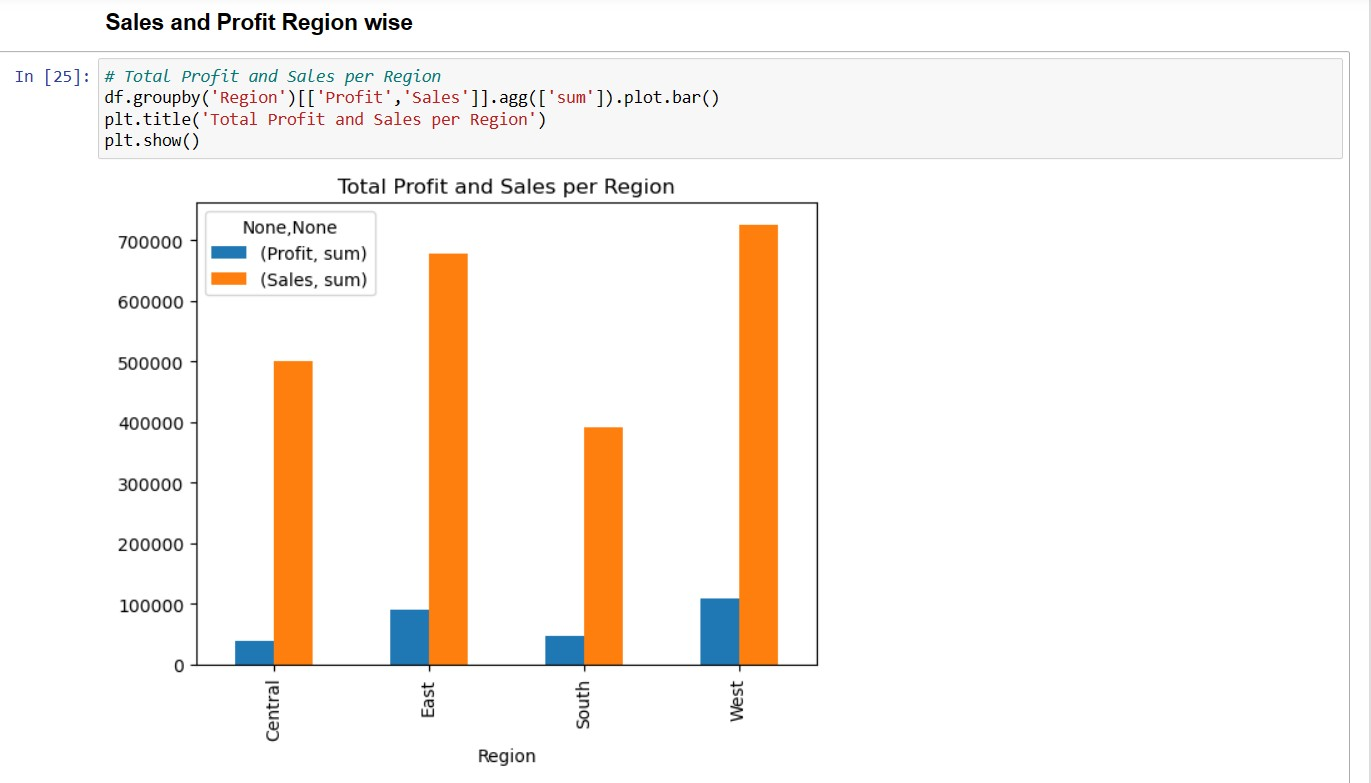 Sales and Profit Region wise
In [25]: # Total Profit and Sales per Region
df.groupby('Region')[['Profit','Sales']].agg(['sum']).plot.bar()
plt.title('Total Profit and Sales per Region')
plt.show()
Total Profit and Sales per Region
None,None
(Profit, sum)
(Sales, sum)
700000
600000
500000
400000
300000
200000
100000
0
Central
East
South
West
Region